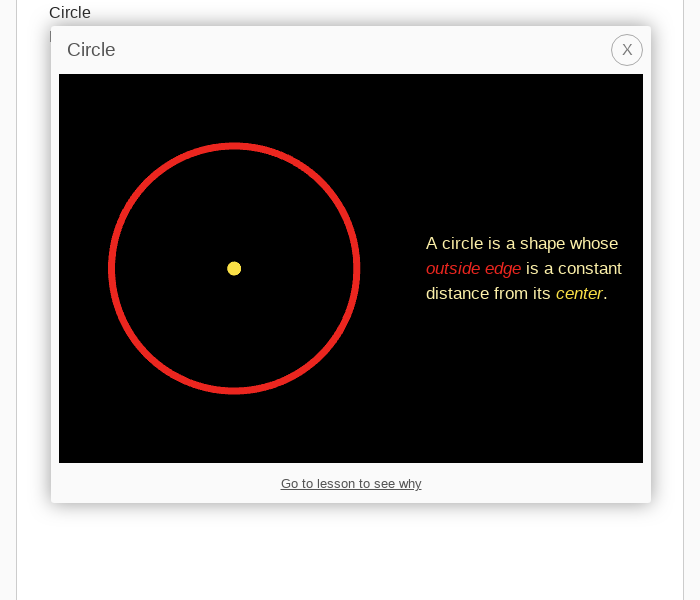 Circle
Circle
X
A circle is a shape whose
outside edge is a constant
distance from its center.
Go to lesson to see why